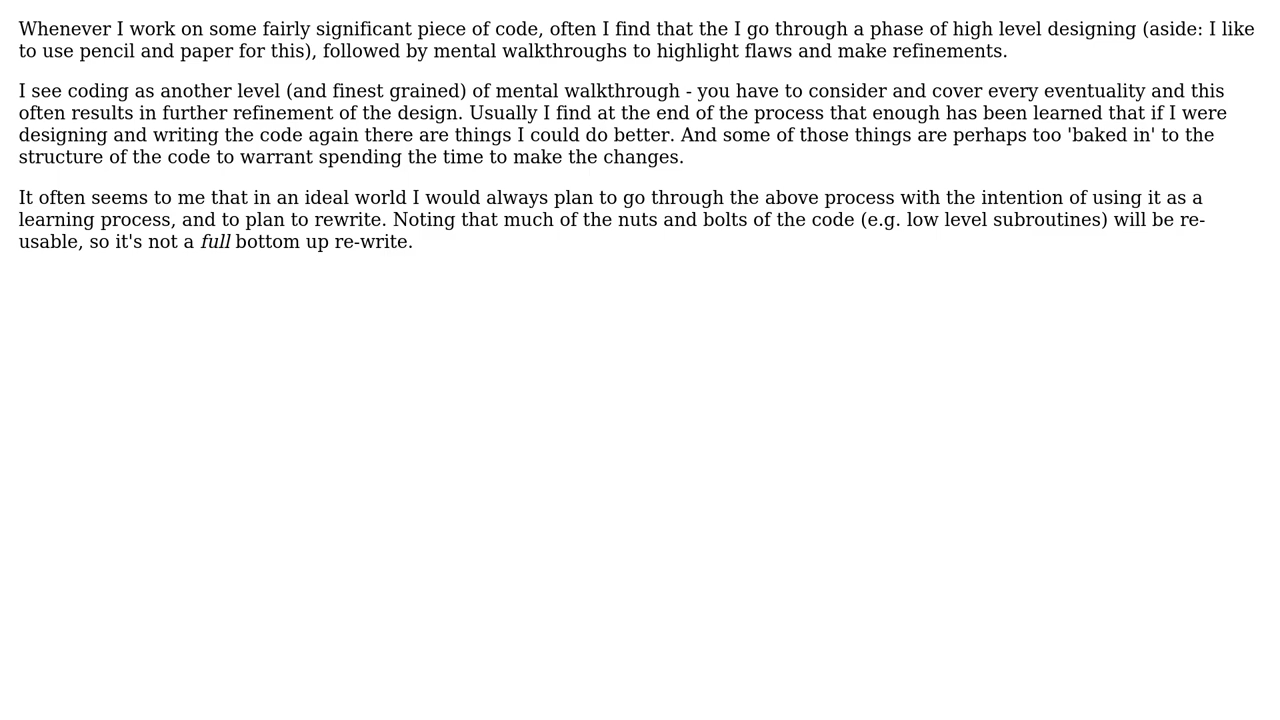 Whenever I work on some fairly significant piece of code, often I find that the I go through a phase of high level designing (aside: I like
to use pencil and paper for this), followed by mental walkthroughs to highlight flaws and make refinements.
I see coding as another level (and finest grained) of mental walkthrough - you have to consider and cover every eventuality and this
often results in further refinement of the design. Usually I find at the end of the process that enough has been learned that if I were
designing and writing the code again there are things I could do better. And some of those things are perhaps too 'baked in' to the
structure of the code to warrant spending the time to make the changes.
It often seems to me that in an ideal world I would always plan to go through the above process with the intention of using it as a
learning process, and to plan to rewrite. Noting that much of the nuts and bolts of the code (e.g. low level subroutines) will be re-
usable, so it's not a full bottom up re-write.